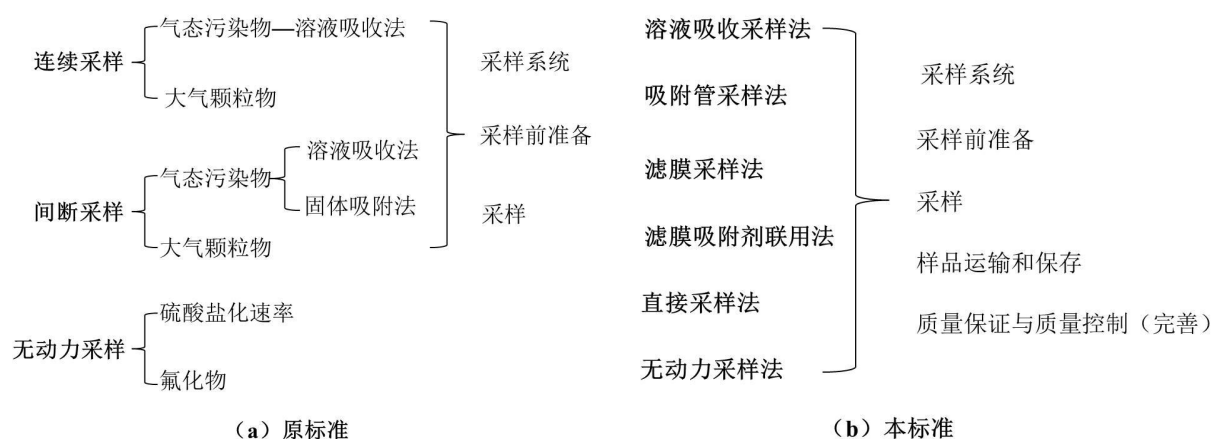 连续采样
气态污染物—溶液吸收法
大气颗粒物
间断采样
气态污染物
溶液吸收法
固体吸附法
大气颗粒物
采样系统
采样前准备
采样
无动力采样
硫酸盐化速率
氟化物
（a）原标准
溶液吸收采样法
吸附管采样法
滤膜采样法
滤膜吸附剂联用法
直接采样法
无动力采样法
采样系统
采样前准备
采样
样品运输和保存
质量保证与质量控制（完善）
（b）本标准